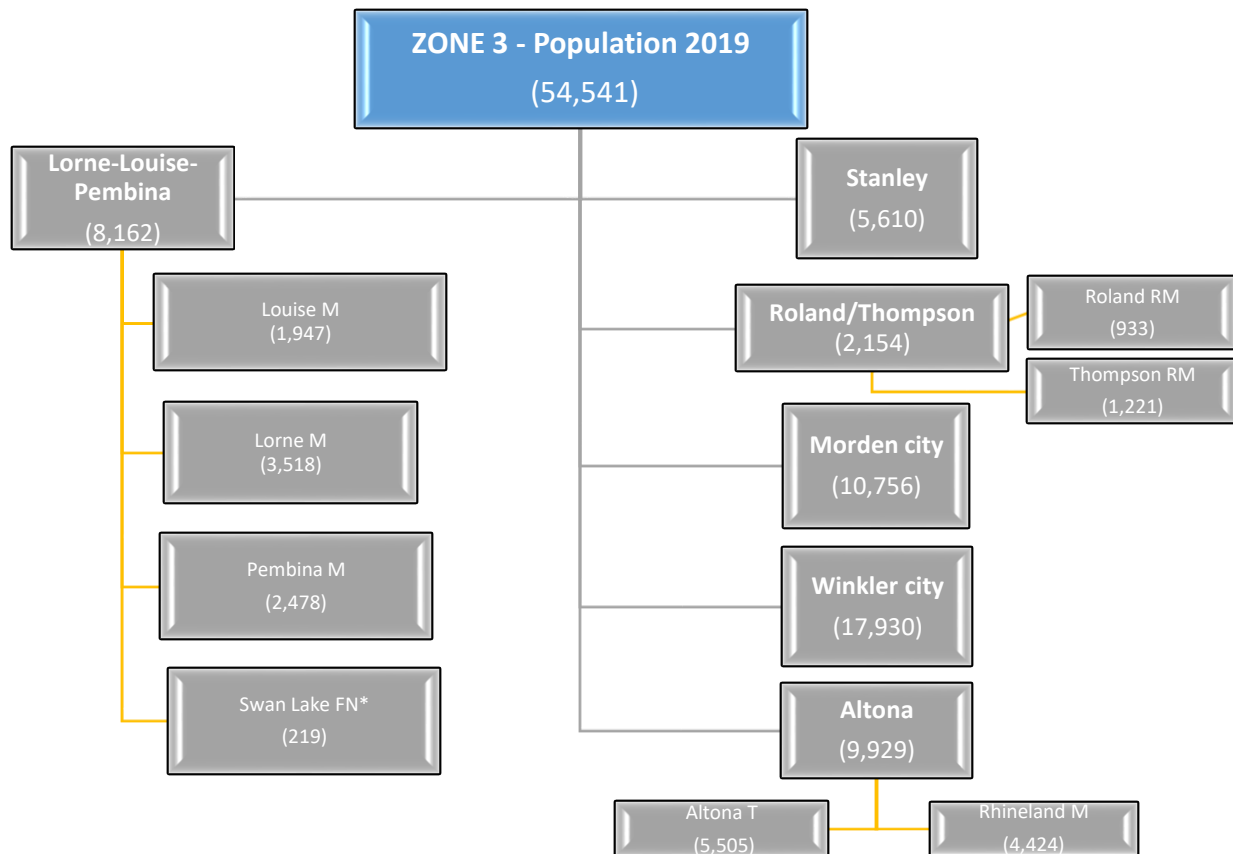 ZONE 3 - Population 2019
(54,541)
Lorne-Louise-
Pembina
(8,162)
Louise M
(1,947)
Lorne M
(3,518)
Pembina M
(2,478)
Swan Lake FN*
(219)
Stanley
(5,610)
Roland/Thompson
(2,154)
Roland RM
(933)
Thompson RM
(1,221)
Morden city
(10,756)
Winkler city
(17,930)
Altona
(9,929)
Altona T
(5,505)
Rhineland M
(4,424)